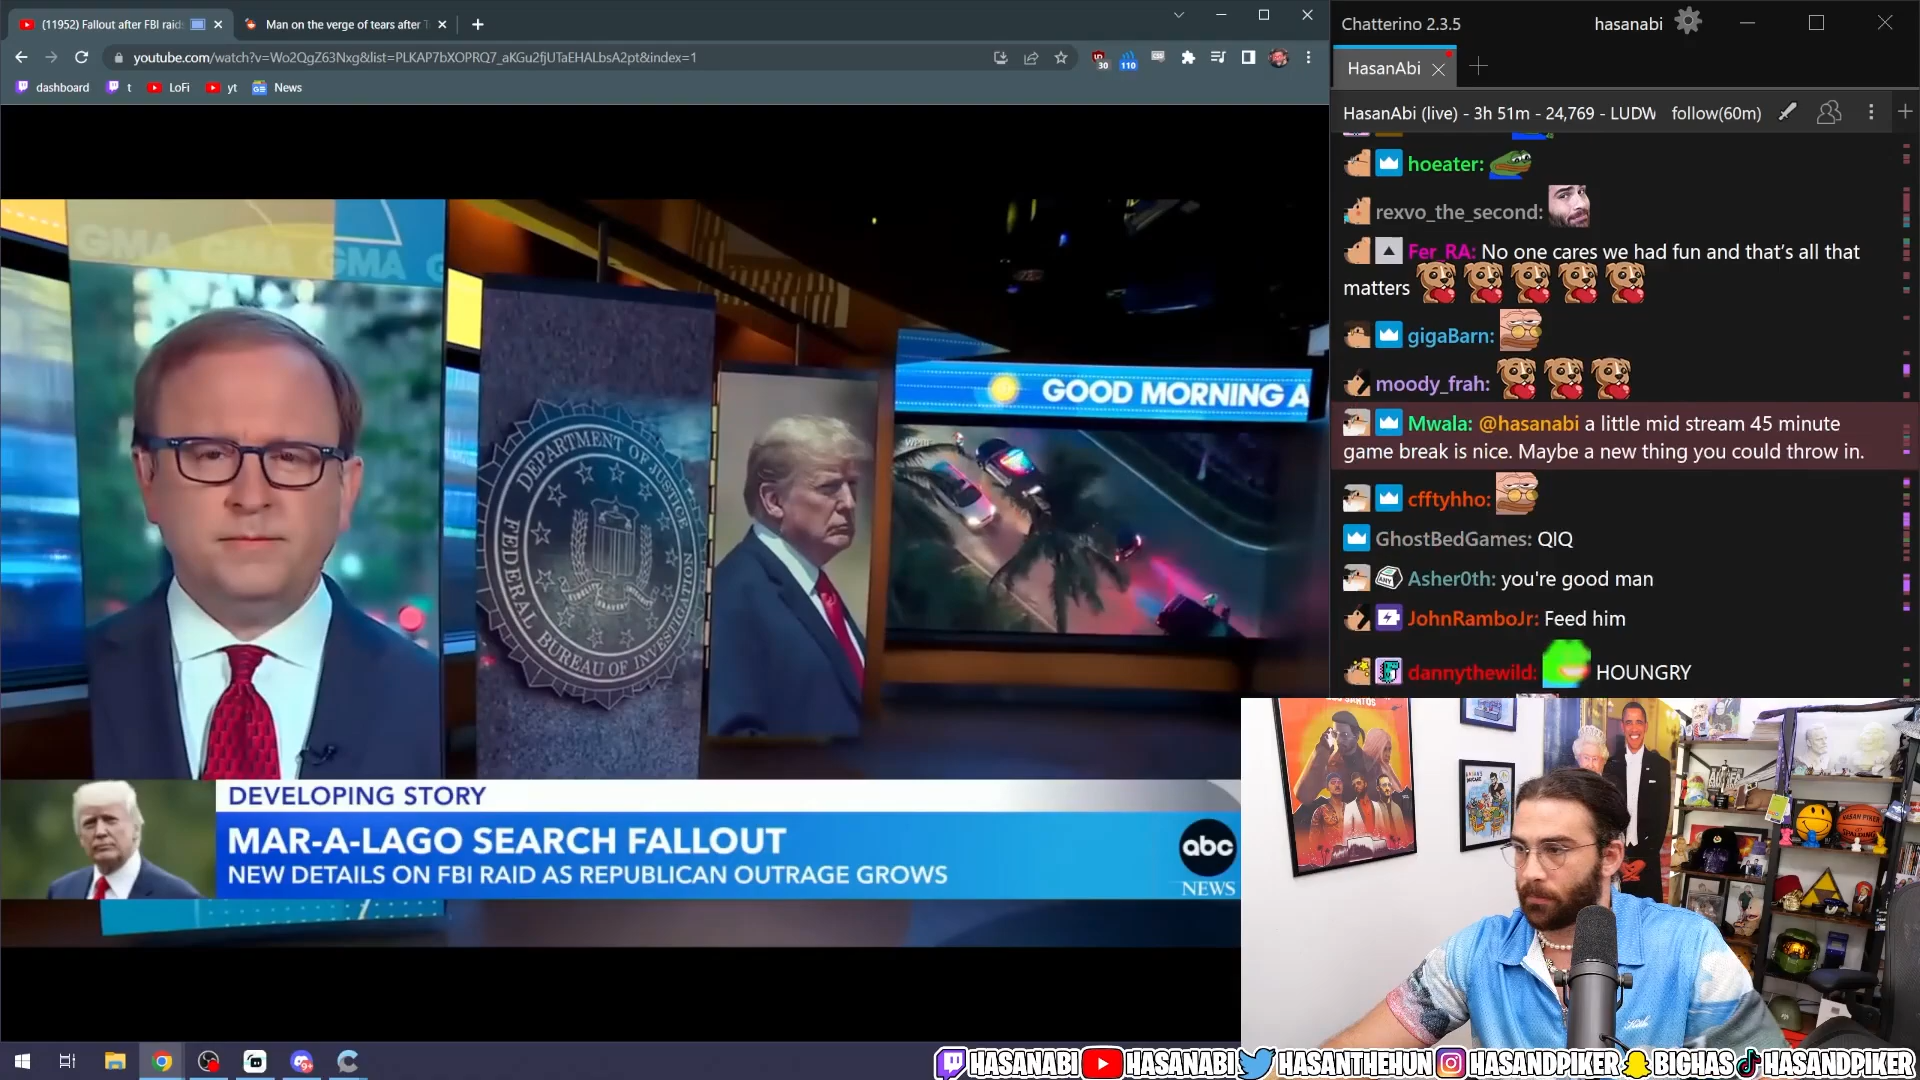 (11952) Fallout after FBI raid
Man on the verge of tears after T
youtube.com/watch?v=Wo2QgZ63Nxg&list=PLKAP7bXOPRQ7_aKGu2fjUTaEHALbsA2pt&index=1
30
110
dashboard
t
LoFi
yt
News
GMA GMA GMA G
DEPARTMENT OF JUSTICE
FEDERAL BUREAU OF INVESTIGATION
GOOD MORNING A
DEVELOPING STORY
MAR-A-LAGO SEARCH FALLOUT
NEW DETAILS ON FBI RAID AS REPUBLICAN OUTRAGE GROWS
abc
NEWS
Chatterino 2.3.5
hasanabi
HasanAbi
HasanAbi (live) - 3h 51m - 24,769 - LUDW
follow(60m)
hoeater:
rexvo_the_second:
Fer_RA: No one cares we had fun and that's all that
matters
gigaBarn:
moody_frah:
Mwala: @hasanabi a little mid stream 45 minute
game break is nice. Maybe a new thing you could throw in.
cfftyhho:
GhostBedGames: QIQ
Asher0th: you're good man
JohnRamboJr: Feed him
dannythewild: HOUNGRY
HASAN PIKER
HASANABI
HASANABI
HASANTHEHUN
HASANDPIKER
BIGHAS
HASANDPIKER